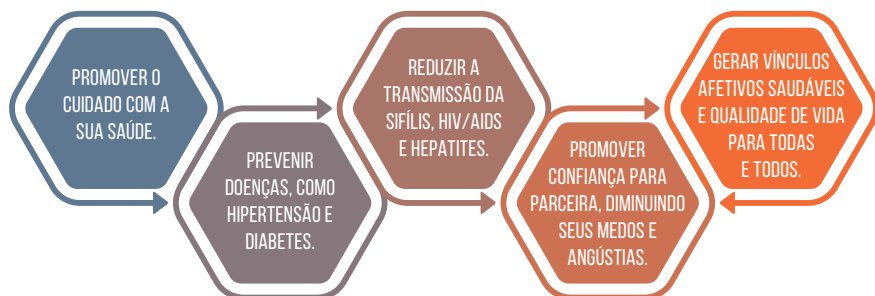 PROMOVER O
CUIDADO COM A
SUA SAÚDE.
PREVENIR
DOENÇAS, COMO
HIPERTENSÃO E
DIABETES.
REDUZIR A
TRANSMISSÃO DA
SIFÍLIS, HIV/AIDS
E HEPATITES.
PROMOVER
CONFIANÇA PARA
PARCEIRA, DIMINUINDO
SEUS MEDOS E
ANGÚSTIAS.
GERAR VÍNCULOS
AFETIVOS SAUDÁVEIS
E QUALIDADE DE VIDA
PARA TODAS
E TODOS.